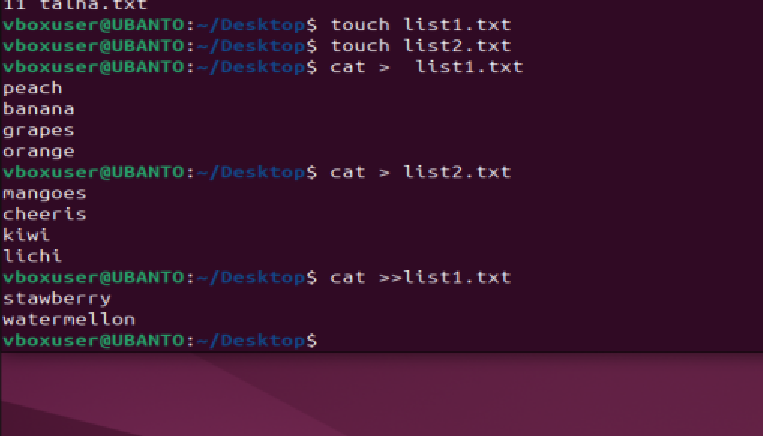 11 talha.txt
vboxuser@UBANTO:~/Desktop$ touch list1.txt
vboxuser@UBANTO:~/Desktop$ touch list2.txt
vboxuser@UBANTO:~/Desktop$ cat >  list1.txt
peach
banana
grapes
orange
vboxuser@UBANTO:~/Desktop$ cat > list2.txt
mangoes
cheeris
kiwi
lichi
vboxuser@UBANTO:~/Desktop$ cat >>list1.txt
stawberry
watermellon
vboxuser@UBANTO:~/Desktop$